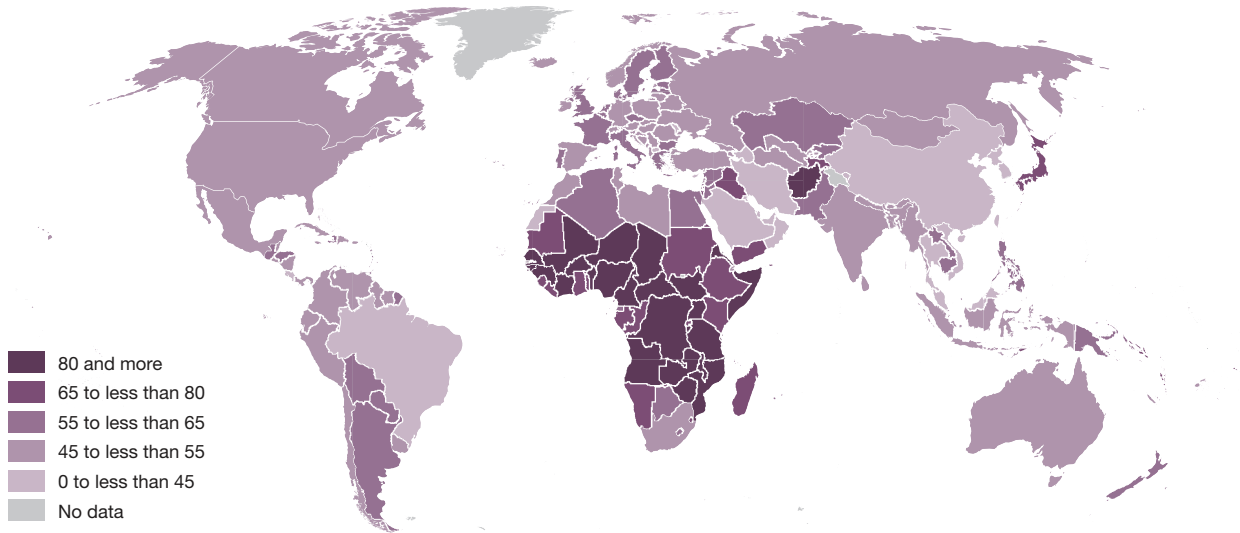 80 and more
65 to less than 80
55 to less than 65
45 to less than 55
0 to less than 45
No data